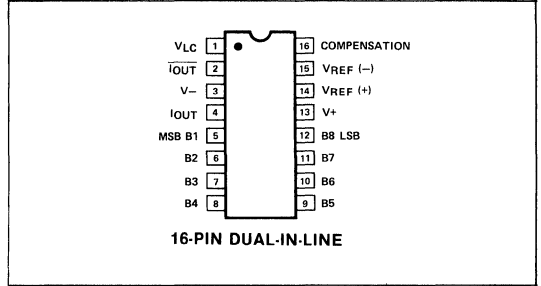 VLC 1 16 COMPENSATION
IOUT 2 15 VREF (–)
V– 3 14 VREF (+)
IOUT 4 13 V+
MSB B1 5 12 B8 LSB
B2 6 11 B7
B3 7 10 B6
B4 8 9 B5
16-PIN DUAL-IN-LINE